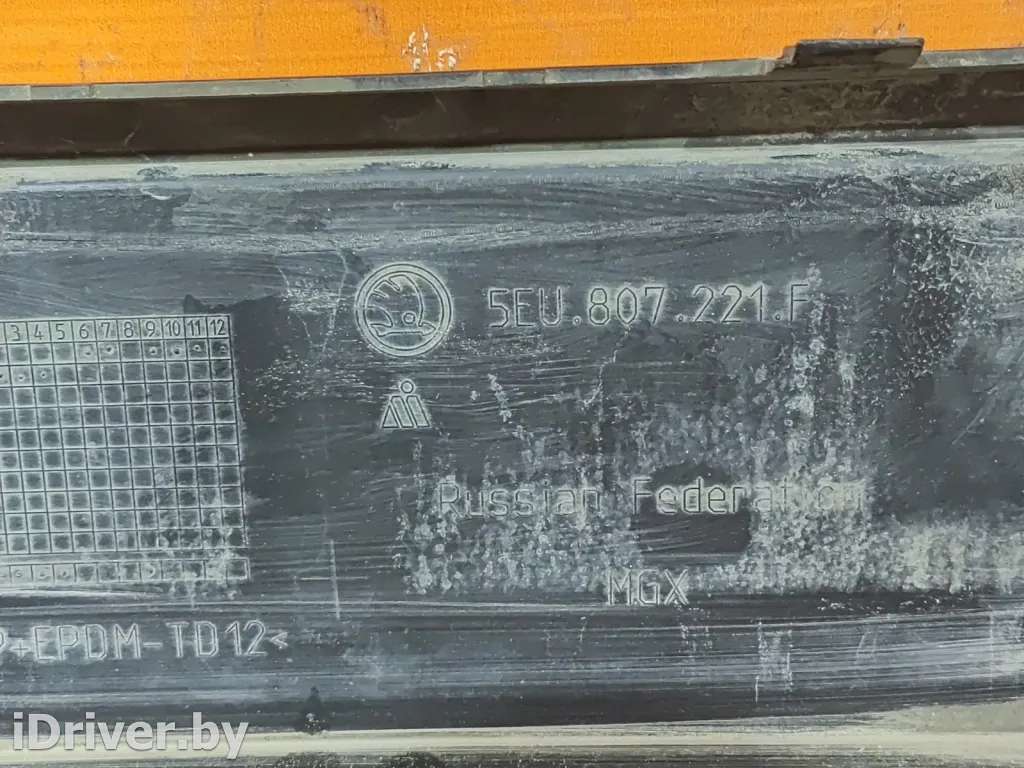 5EU.807.221.F
3 4 5 6 7 8 9 10 11 12
Russian Federation
MGX
P+EPDM-TD12<
iDriver.by